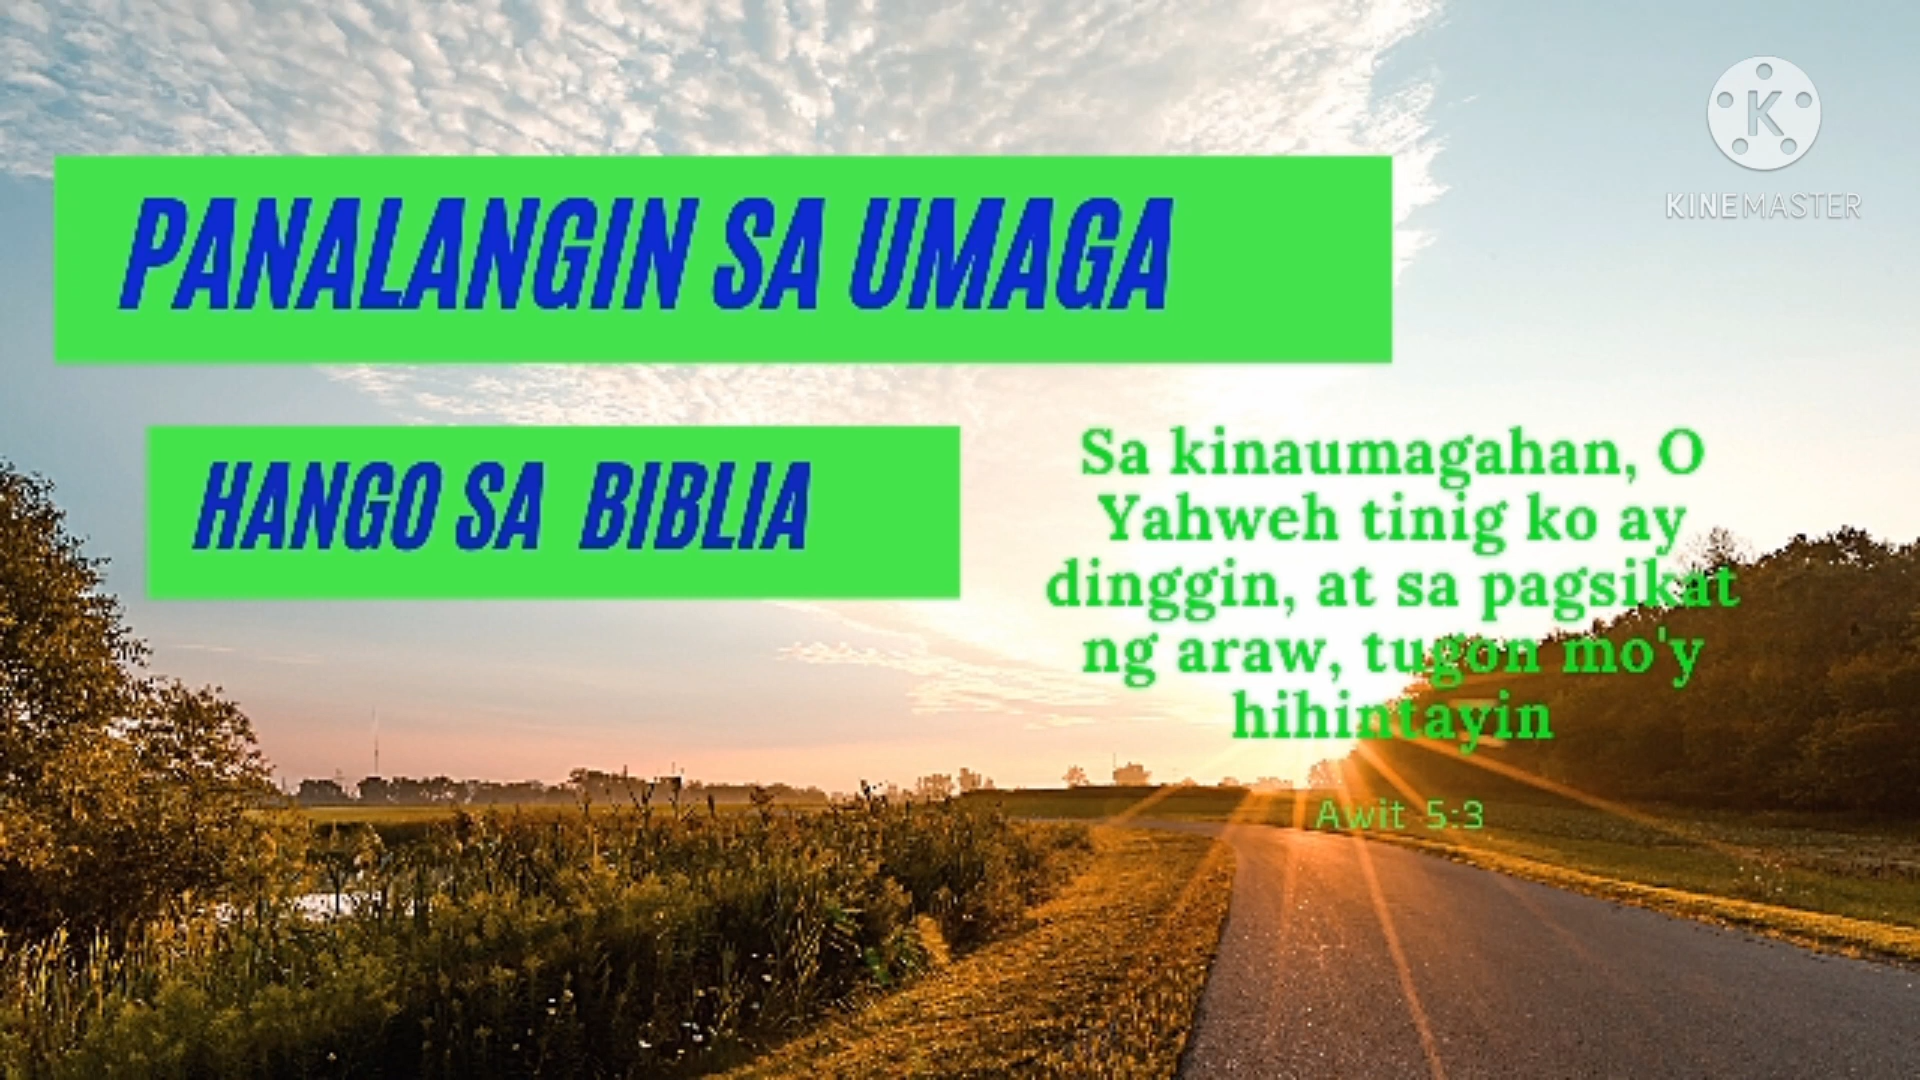 PANALANGIN SA UMAGA
HANGO SA BIBLIA
Sa kinaumagahan, O
Yahweh tinig ko ay
dinggin, at sa pagsikat
ng araw, tugon mo'y
hihintayin
Awit 5:3
K
KINEMASTER